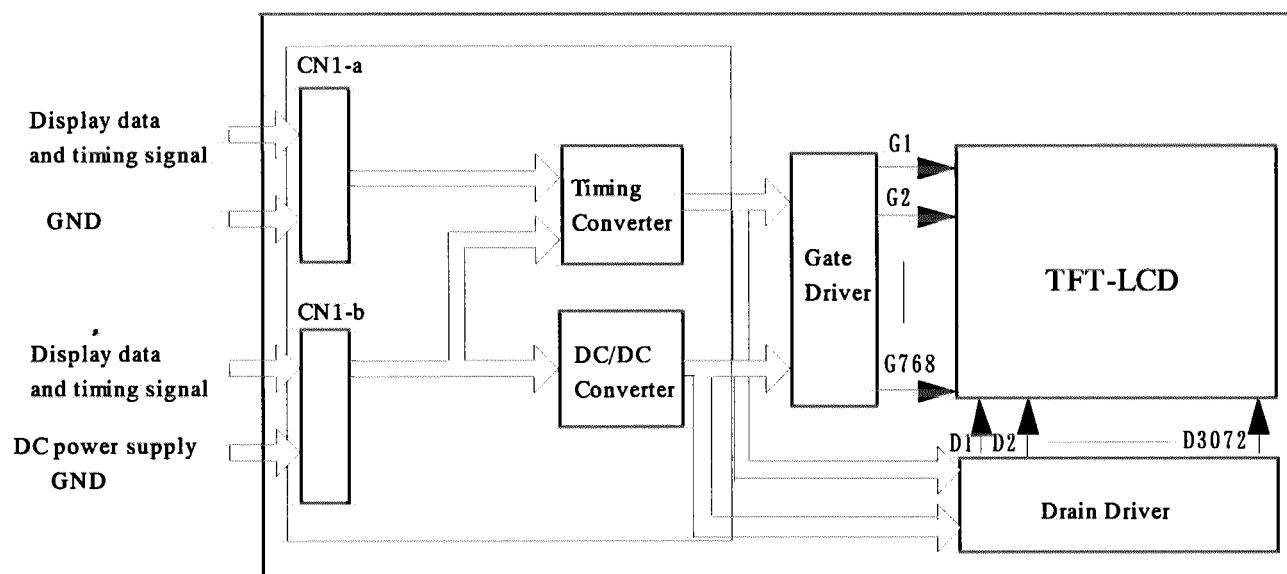 CN1-a
Display data
and timing signal
GND
Timing
Converter
G1
G2
Gate
Driver
TFT-LCD
CN1-b
Display data
and timing signal
DC/DC
Converter
G768
DC power supply
GND
D1 D2 D3072
Drain Driver